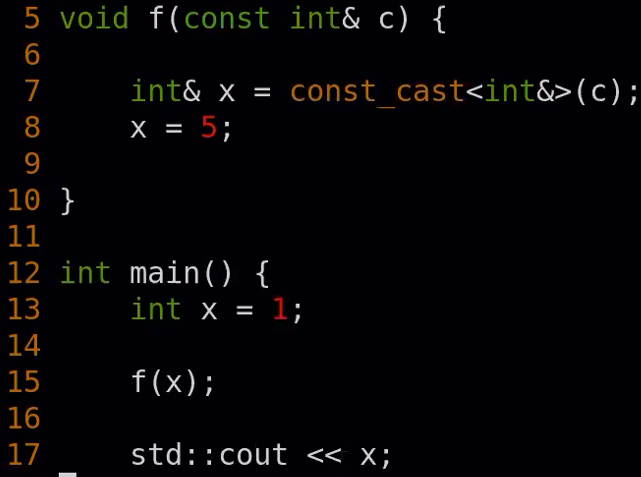 5 void f(const int& c) {
6
7     int& x = const_cast<int&>(c);
8     x = 5;
9
10 }
11
12 int main() {
13     int x = 1;
14
15     f(x);
16
17     std::cout << x;